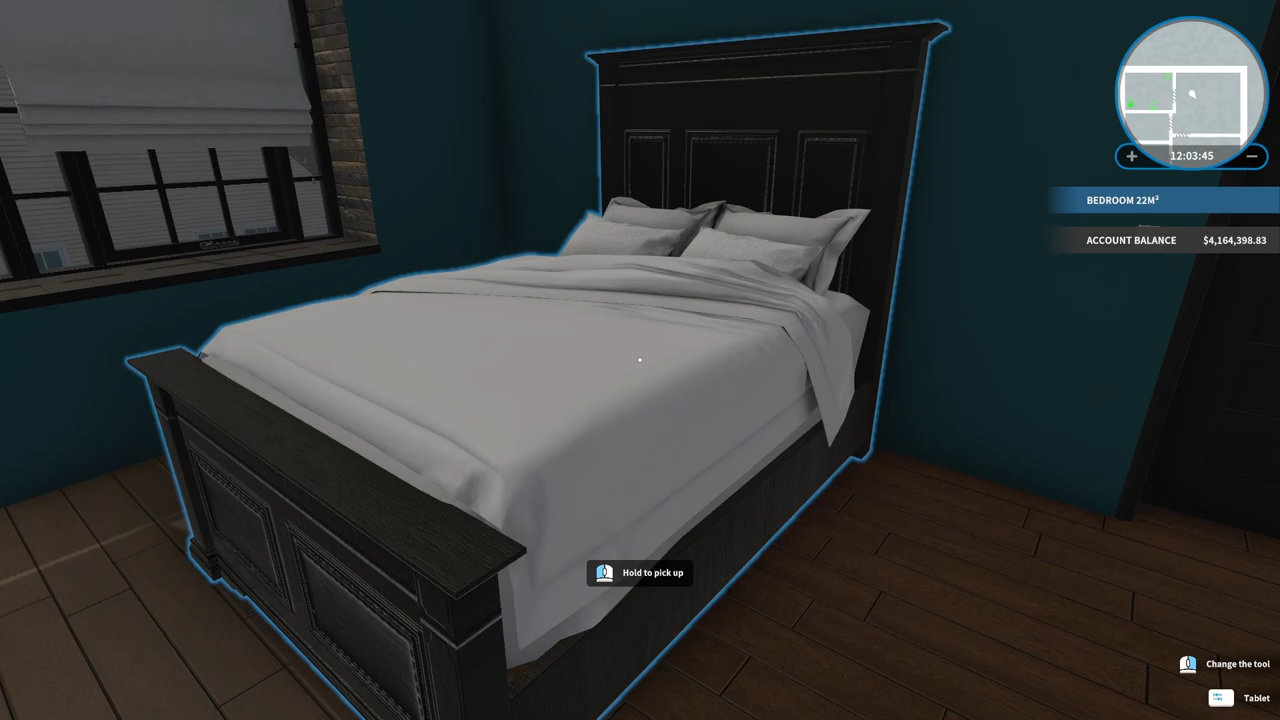 12:03:45
BEDROOM 22M²
ACCOUNT BALANCE $4,164,398.83
Hold to pick up
Change the tool
Tablet